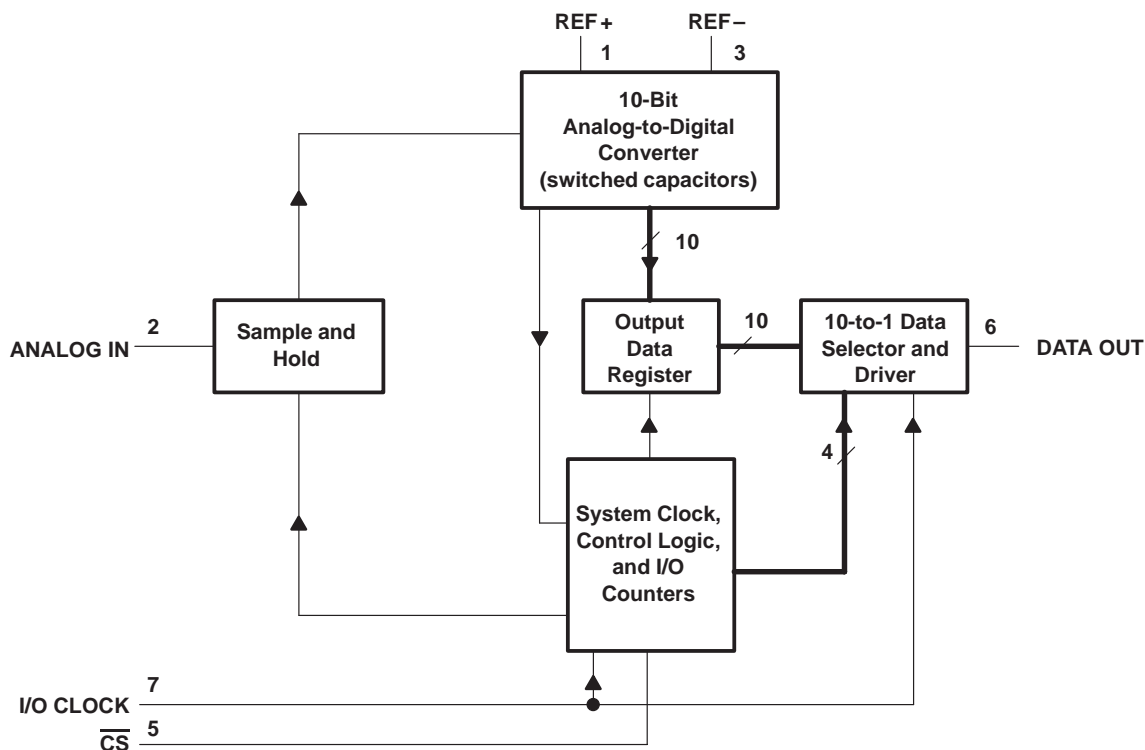 REF+ REF–
1 3
10-Bit
Analog-to-Digital
Converter
(switched capacitors)
10
2
ANALOG IN
Sample and
Hold
Output
Data
Register
10
10-to-1 Data
Selector and
Driver
6
DATA OUT
4
System Clock,
Control Logic,
and I/O
Counters
7
I/O CLOCK
5
C̅S̅